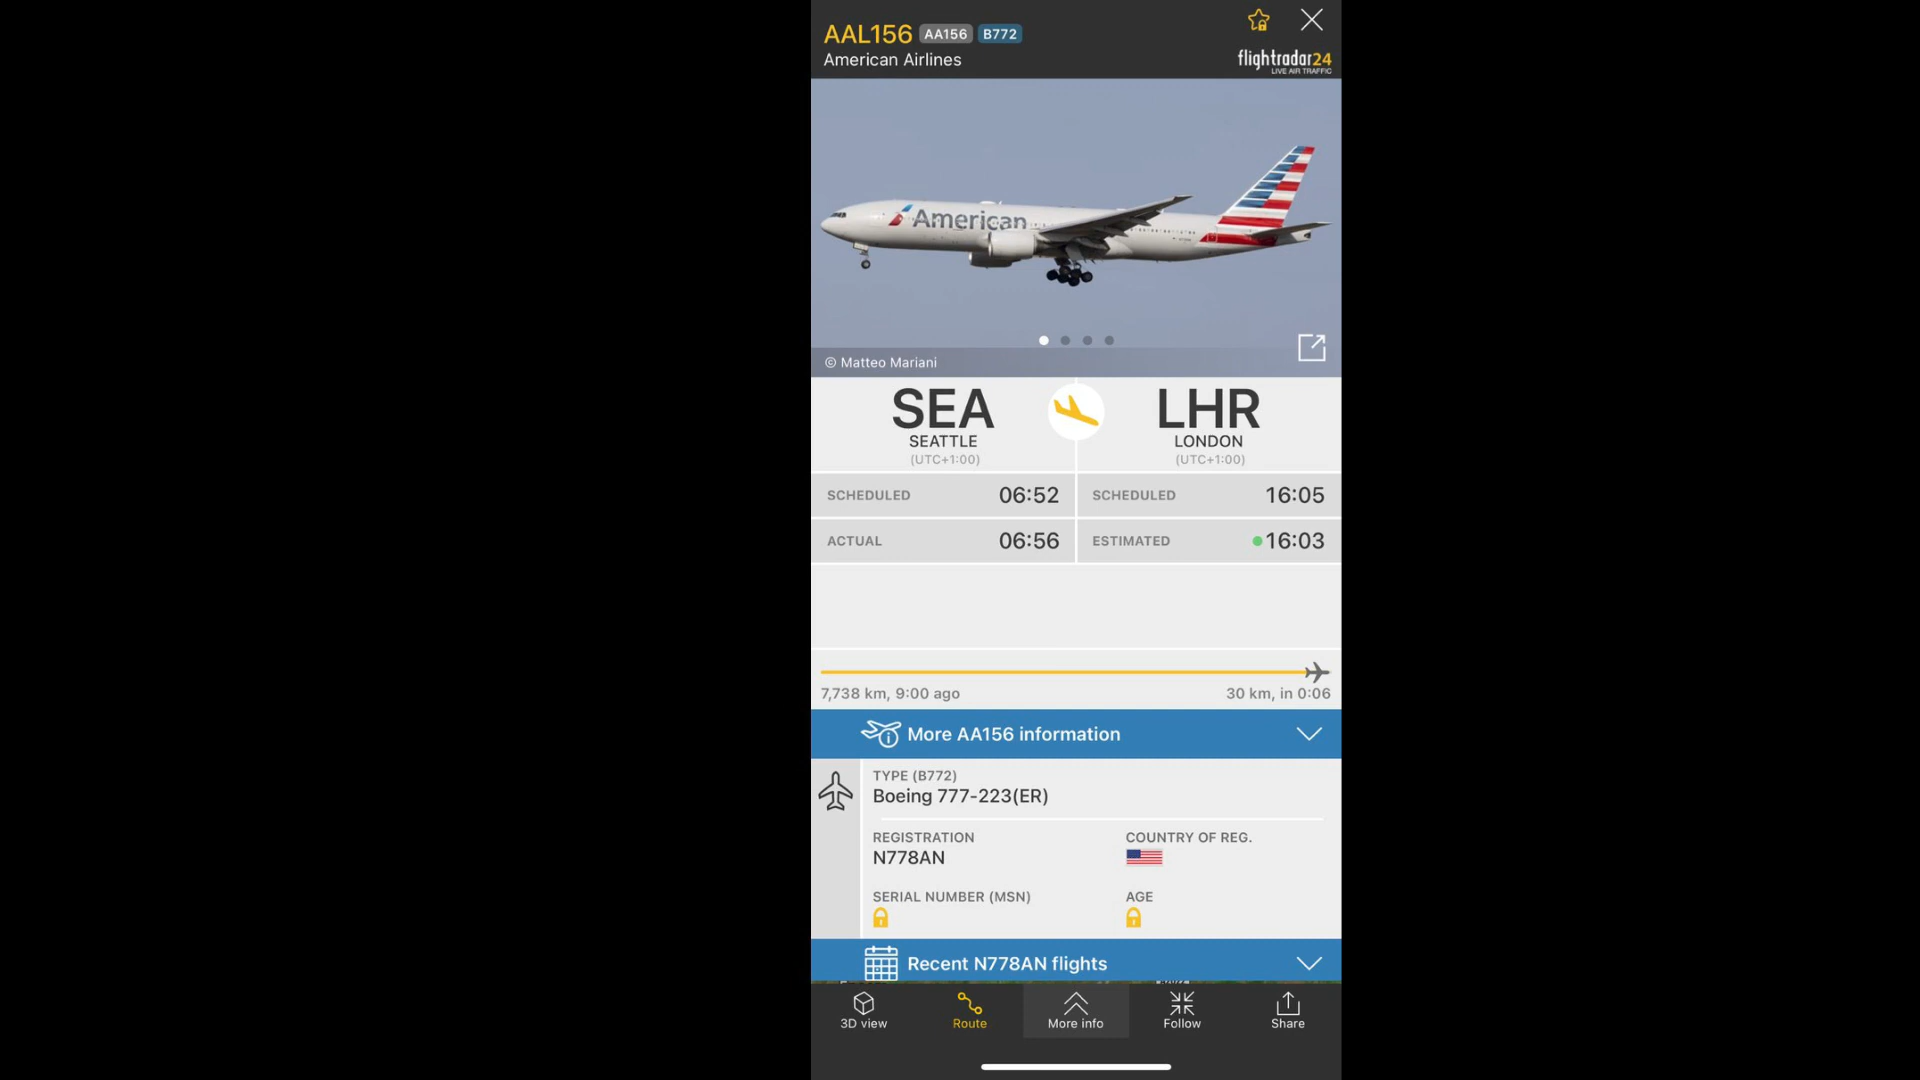 AAL156 AA156 B772
American Airlines
flightradar24
LIVE AIR TRAFFIC
American
© Matteo Mariani
SEA LHR
SEATTLE LONDON
(UTC+1:00) (UTC+1:00)
SCHEDULED 06:52 SCHEDULED 16:05
ACTUAL 06:56 ESTIMATED 16:03
7,738 km, 9:00 ago 30 km, in 0:06
More AA156 information
TYPE (B772)
Boeing 777-223(ER)
REGISTRATION COUNTRY OF REG.
N778AN
SERIAL NUMBER (MSN) AGE
Recent N778AN flights
3D view Route More info Follow Share